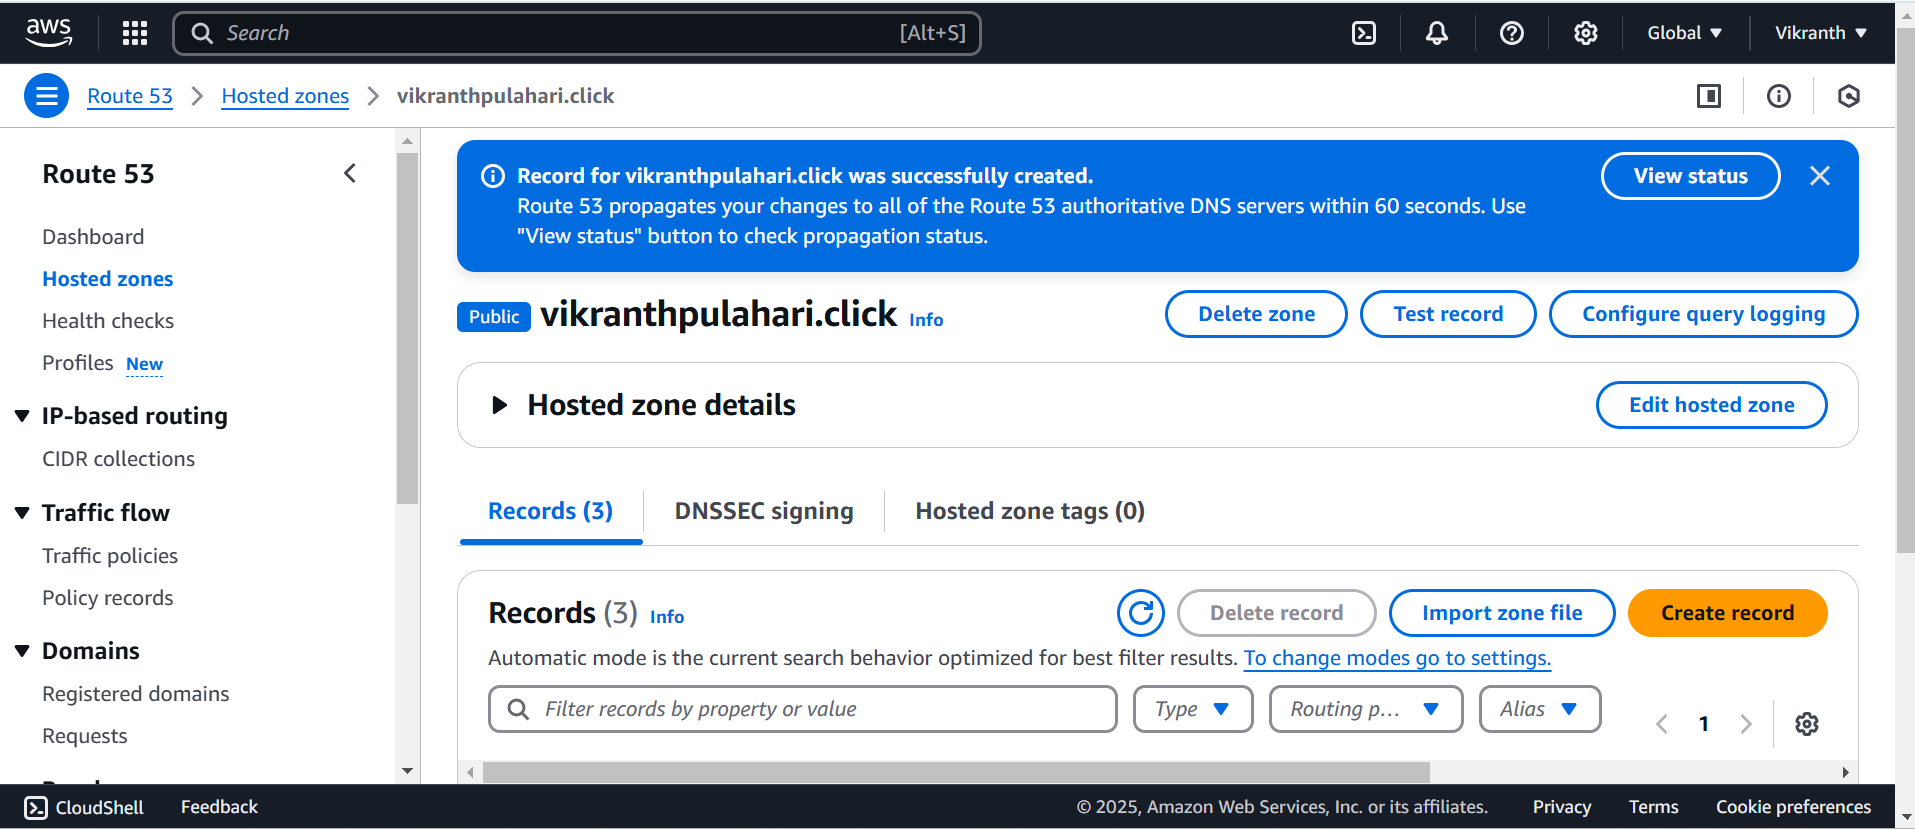 aws
Search
[Alt+S]
Global
Vikranth
Route 53
Hosted zones
vikranthpulahari.click
Route 53
Dashboard
Hosted zones
Health checks
Profiles New
IP-based routing
CIDR collections
Traffic flow
Traffic policies
Policy records
Domains
Registered domains
Requests
Record for vikranthpulahari.click was successfully created.
Route 53 propagates your changes to all of the Route 53 authoritative DNS servers within 60 seconds. Use
"View status" button to check propagation status.
View status
Public vikranthpulahari.click Info
Delete zone
Test record
Configure query logging
Hosted zone details
Edit hosted zone
Records (3)
DNSSEC signing
Hosted zone tags (0)
Records (3) Info
Delete record
Import zone file
Create record
Automatic mode is the current search behavior optimized for best filter results. To change modes go to settings.
Filter records by property or value
Type
Routing p...
Alias
1
CloudShell
Feedback
© 2025, Amazon Web Services, Inc. or its affiliates.
Privacy
Terms
Cookie preferences